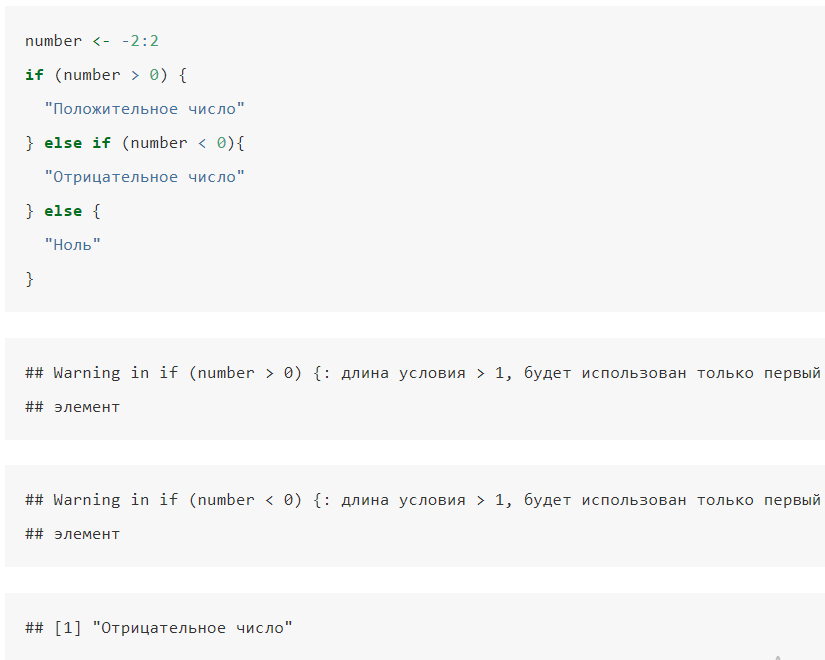 number <- -2:2
if (number > 0) {
  "Положительное число"
} else if (number < 0){
  "Отрицательное число"
} else {
  "Ноль"
}
## Warning in if (number > 0) {: длина условия > 1, будет использован только первый
## элемент
## Warning in if (number < 0) {: длина условия > 1, будет использован только первый
## элемент
## [1] "Отрицательное число"